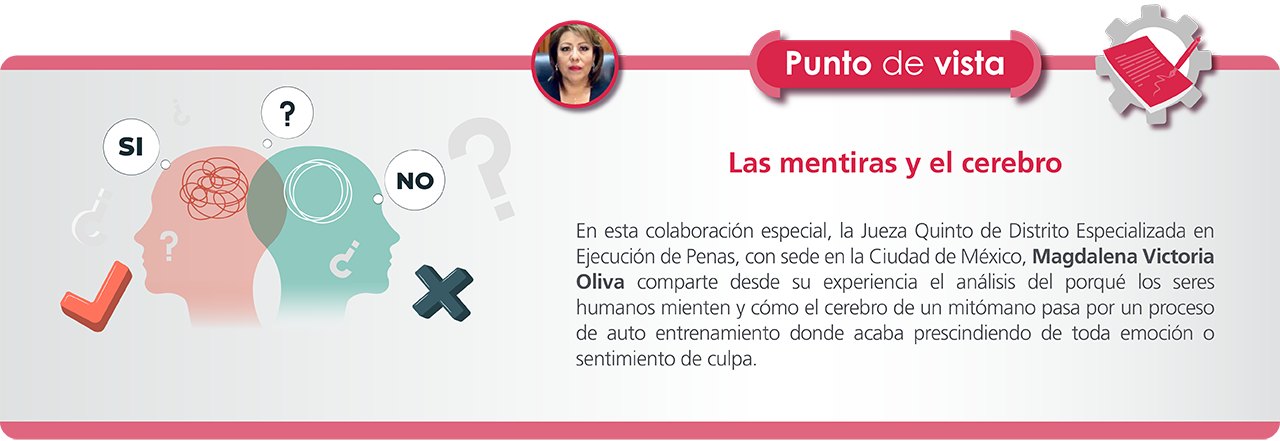 Punto de vista
SI
?
NO
?
?
?
?
?
¿
Las mentiras y el cerebro
En esta colaboración especial, la Jueza Quinto de Distrito Especializada en
Ejecución de Penas, con sede en la Ciudad de México, Magdalena Victoria
Oliva comparte desde su experiencia el análisis del porqué los seres
humanos mienten y cómo el cerebro de un mitómano pasa por un proceso
de auto entrenamiento donde acaba prescindiendo de toda emoción o
sentimiento de culpa.